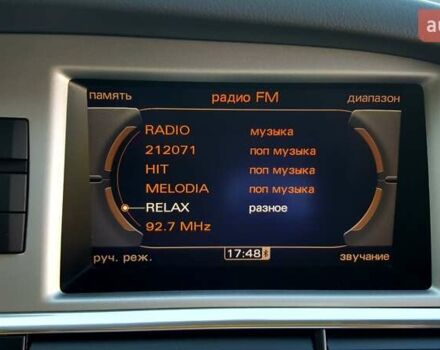 память радио FM диапазон
RADIO музыка
212071 поп музыка
HIT поп музыка
MELODIA поп музыка
RELAX разное
92.7 MHz
руч. реж. 17:48 звучание